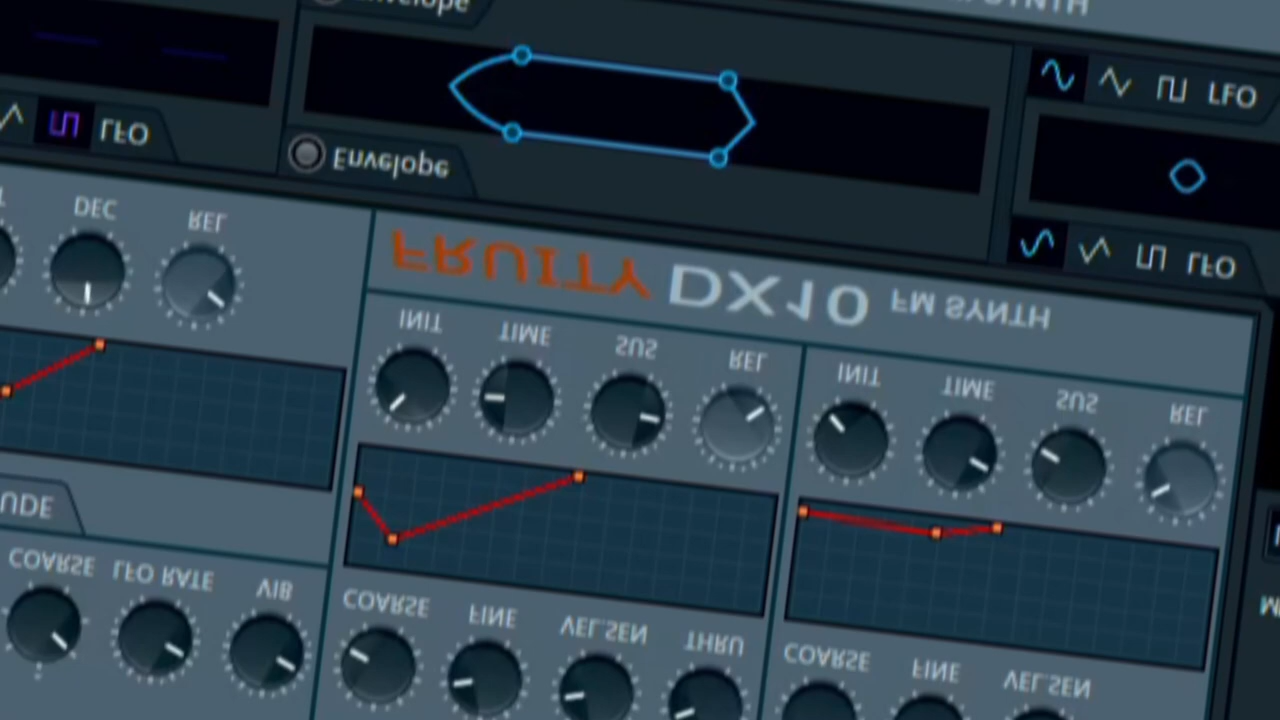 Envelope
SYNTH
LFO
LFO
Envelope
LFO
DEC REL
FRUITY DX10 FM SYNTH
INIT TIME SUS REL
INIT TIME SUS REL
UDE
COARSE LFO RATE VIB
COARSE FINE VEL.SEN THRU
COARSE FINE VEL.SEN